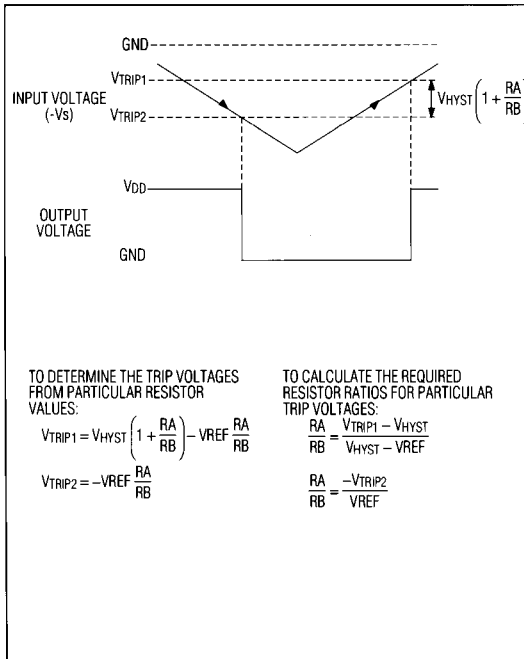 GND
VTRIP1
INPUT VOLTAGE
(-Vs)
VTRIP2
VHYST(1 + RA/RB)
VDD
OUTPUT
VOLTAGE
GND
TO DETERMINE THE TRIP VOLTAGES
FROM PARTICULAR RESISTOR
VALUES:
VTRIP1 = VHYST(1 + RA/RB) – VREF RA/RB
VTRIP2 = –VREF RA/RB
TO CALCULATE THE REQUIRED
RESISTOR RATIOS FOR PARTICULAR
TRIP VOLTAGES:
RA/RB = VTRIP1 – VHYST/VHYST – VREF
RA/RB = –VTRIP2/VREF